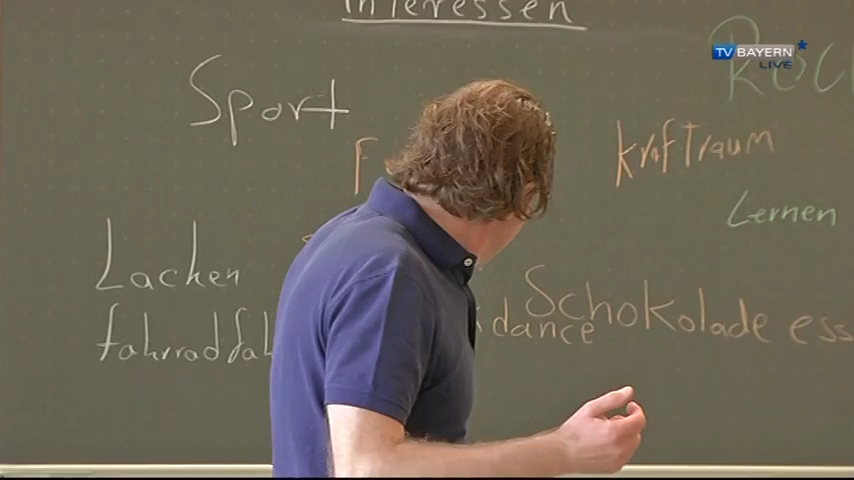 Interessen
TV BAYERN
LIVE
Sport
kraftraum
Lernen
Lachen
Schokolade ess
dance